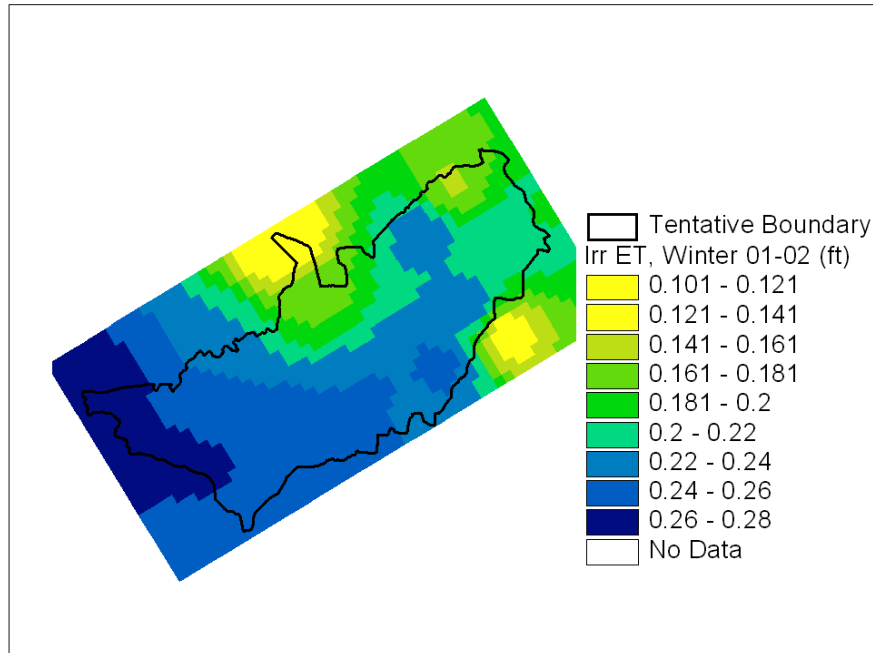 Tentative Boundary
Irr ET, Winter 01-02 (ft)
0.101 - 0.121
0.121 - 0.141
0.141 - 0.161
0.161 - 0.181
0.181 - 0.2
0.2 - 0.22
0.22 - 0.24
0.24 - 0.26
0.26 - 0.28
No Data